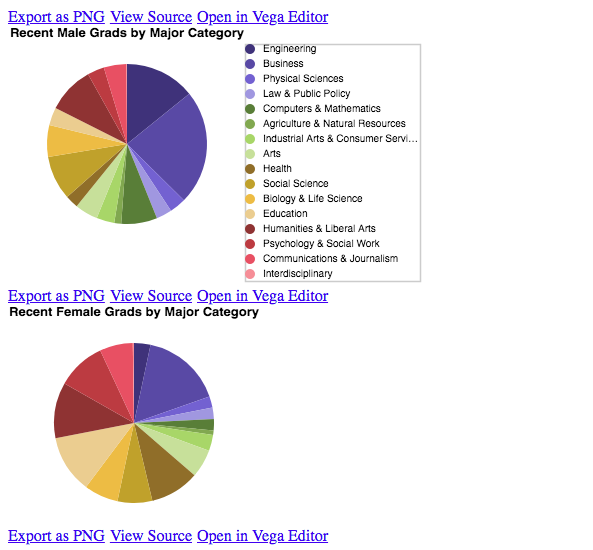 Export as PNG View Source Open in Vega Editor
Recent Male Grads by Major Category
Engineering
Business
Physical Sciences
Law & Public Policy
Computers & Mathematics
Agriculture & Natural Resources
Industrial Arts & Consumer Servi…
Arts
Health
Social Science
Biology & Life Science
Education
Humanities & Liberal Arts
Psychology & Social Work
Communications & Journalism
Interdisciplinary
Export as PNG View Source Open in Vega Editor
Recent Female Grads by Major Category
Export as PNG View Source Open in Vega Editor